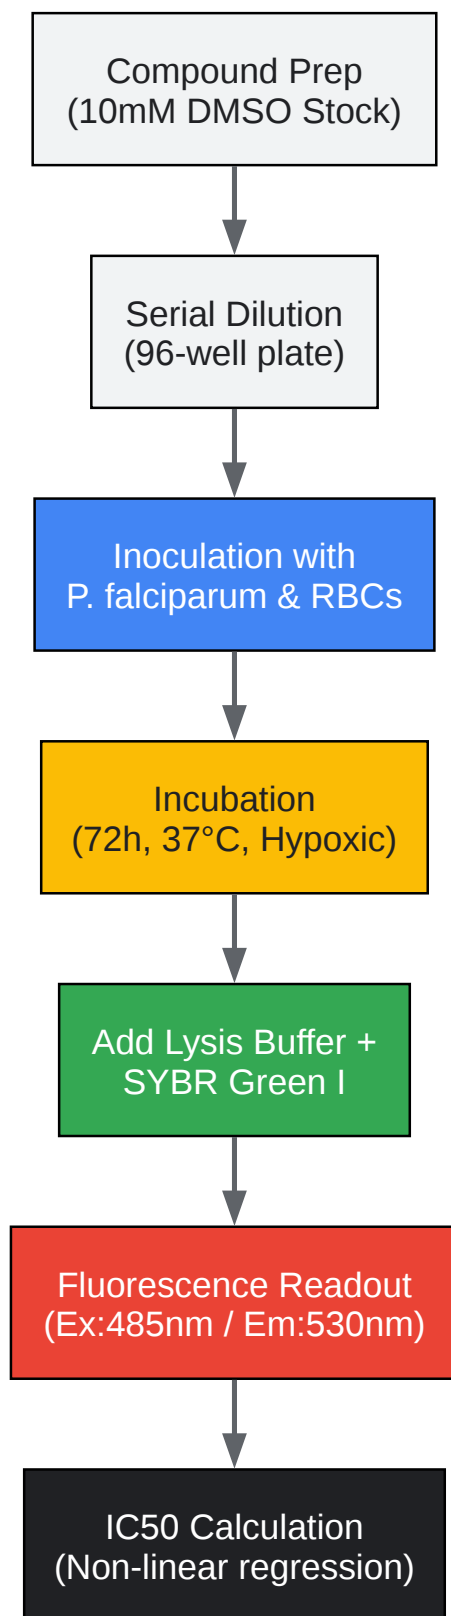 Compound Prep
(10mM DMSO Stock)
Serial Dilution
(96-well plate)
Inoculation with
P. falciparum & RBCs
Incubation
(72h, 37°C, Hypoxic)
Add Lysis Buffer +
SYBR Green I
Fluorescence Readout
(Ex:485nm / Em:530nm)
IC50 Calculation
(Non-linear regression)